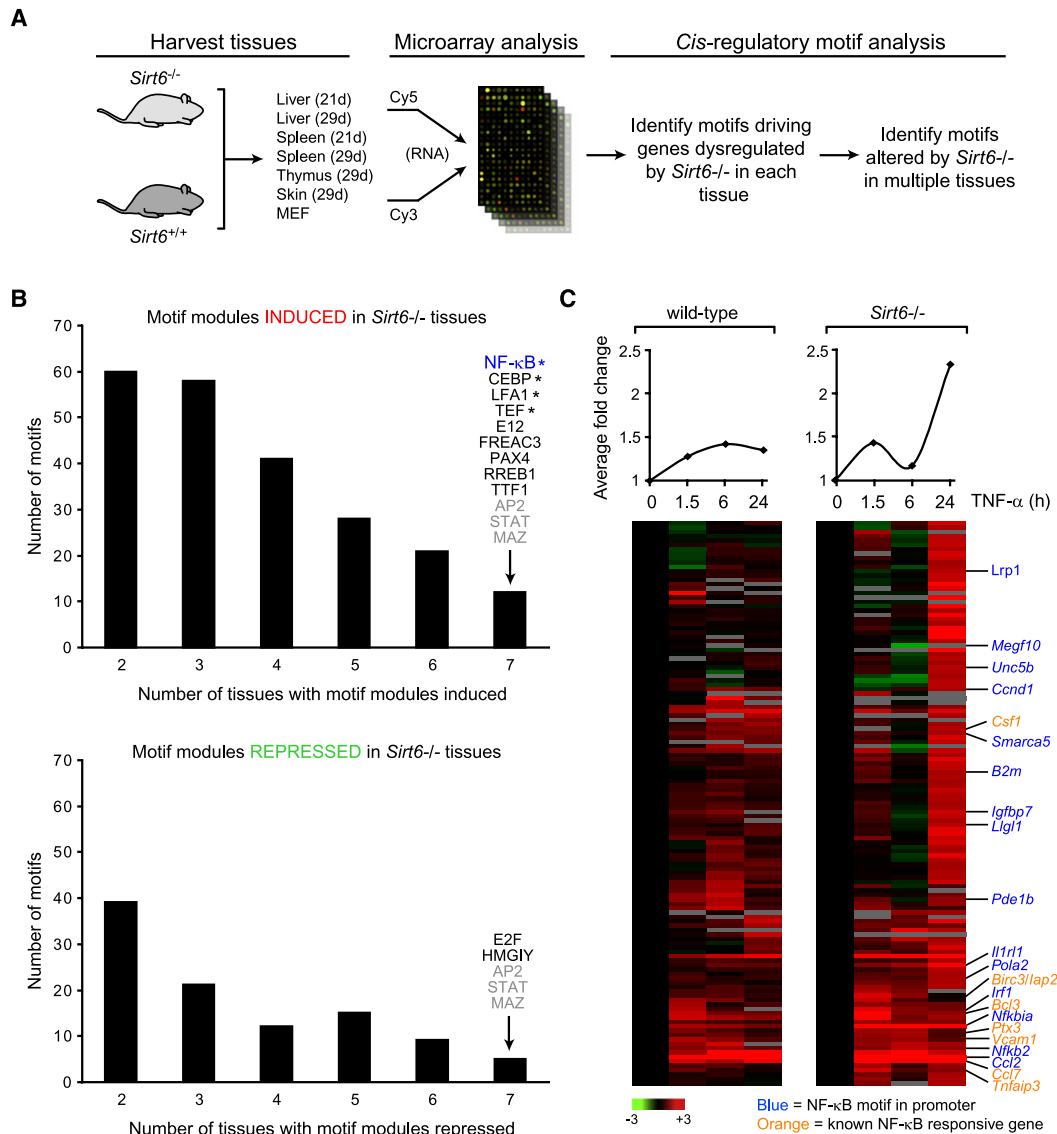 A
Harvest tissues
Microarray analysis
Cis-regulatory motif analysis
Sirt6-/-
Sirt6+/+
Liver (21d)
Liver (29d)
Spleen (21d)
Spleen (29d)
Thymus (29d)
Skin (29d)
MEF
Cy5
(RNA)
Cy3
Identify motifs driving
genes dysregulated
by Sirt6-/- in each
tissue
Identify motifs
altered by Sirt6-/-
in multiple tissues
B
Motif modules INDUCED in Sirt6-/- tissues
Number of motifs
70
60
50
40
30
20
10
0
NF-κB *
CEBP *
LFA1 *
TEF *
E12
FREAC3
PAX4
RREB1
TTF1
AP2
STAT
MAZ
2 3 4 5 6 7
Number of tissues with motif modules induced
Motif modules REPRESSED in Sirt6-/- tissues
Number of motifs
70
60
50
40
30
20
10
0
E2F
HMGIY
AP2
STAT
MAZ
2 3 4 5 6 7
Number of tissues with motif modules repressed
C
wild-type
Sirt6-/-
Average fold change
2.5
2
1.5
1
0 1.5 6 24
2.5
2
1.5
1
0 1.5 6 24
TNF-α (h)
Lrp1
Megf10
Unc5b
Ccnd1
Csf1
Smarca5
B2m
Igfbp7
Llgl1
Pde1b
Il1rl1
Pola2
Birc3/Iap2
Irf1
Bcl3
Nfkbia
Ptx3
Vcam1
Nfkb2
Ccl2
Ccl7
Tnfaip3
-3 +3
Blue = NF-κB motif in promoter
Orange = known NF-κB responsive gene